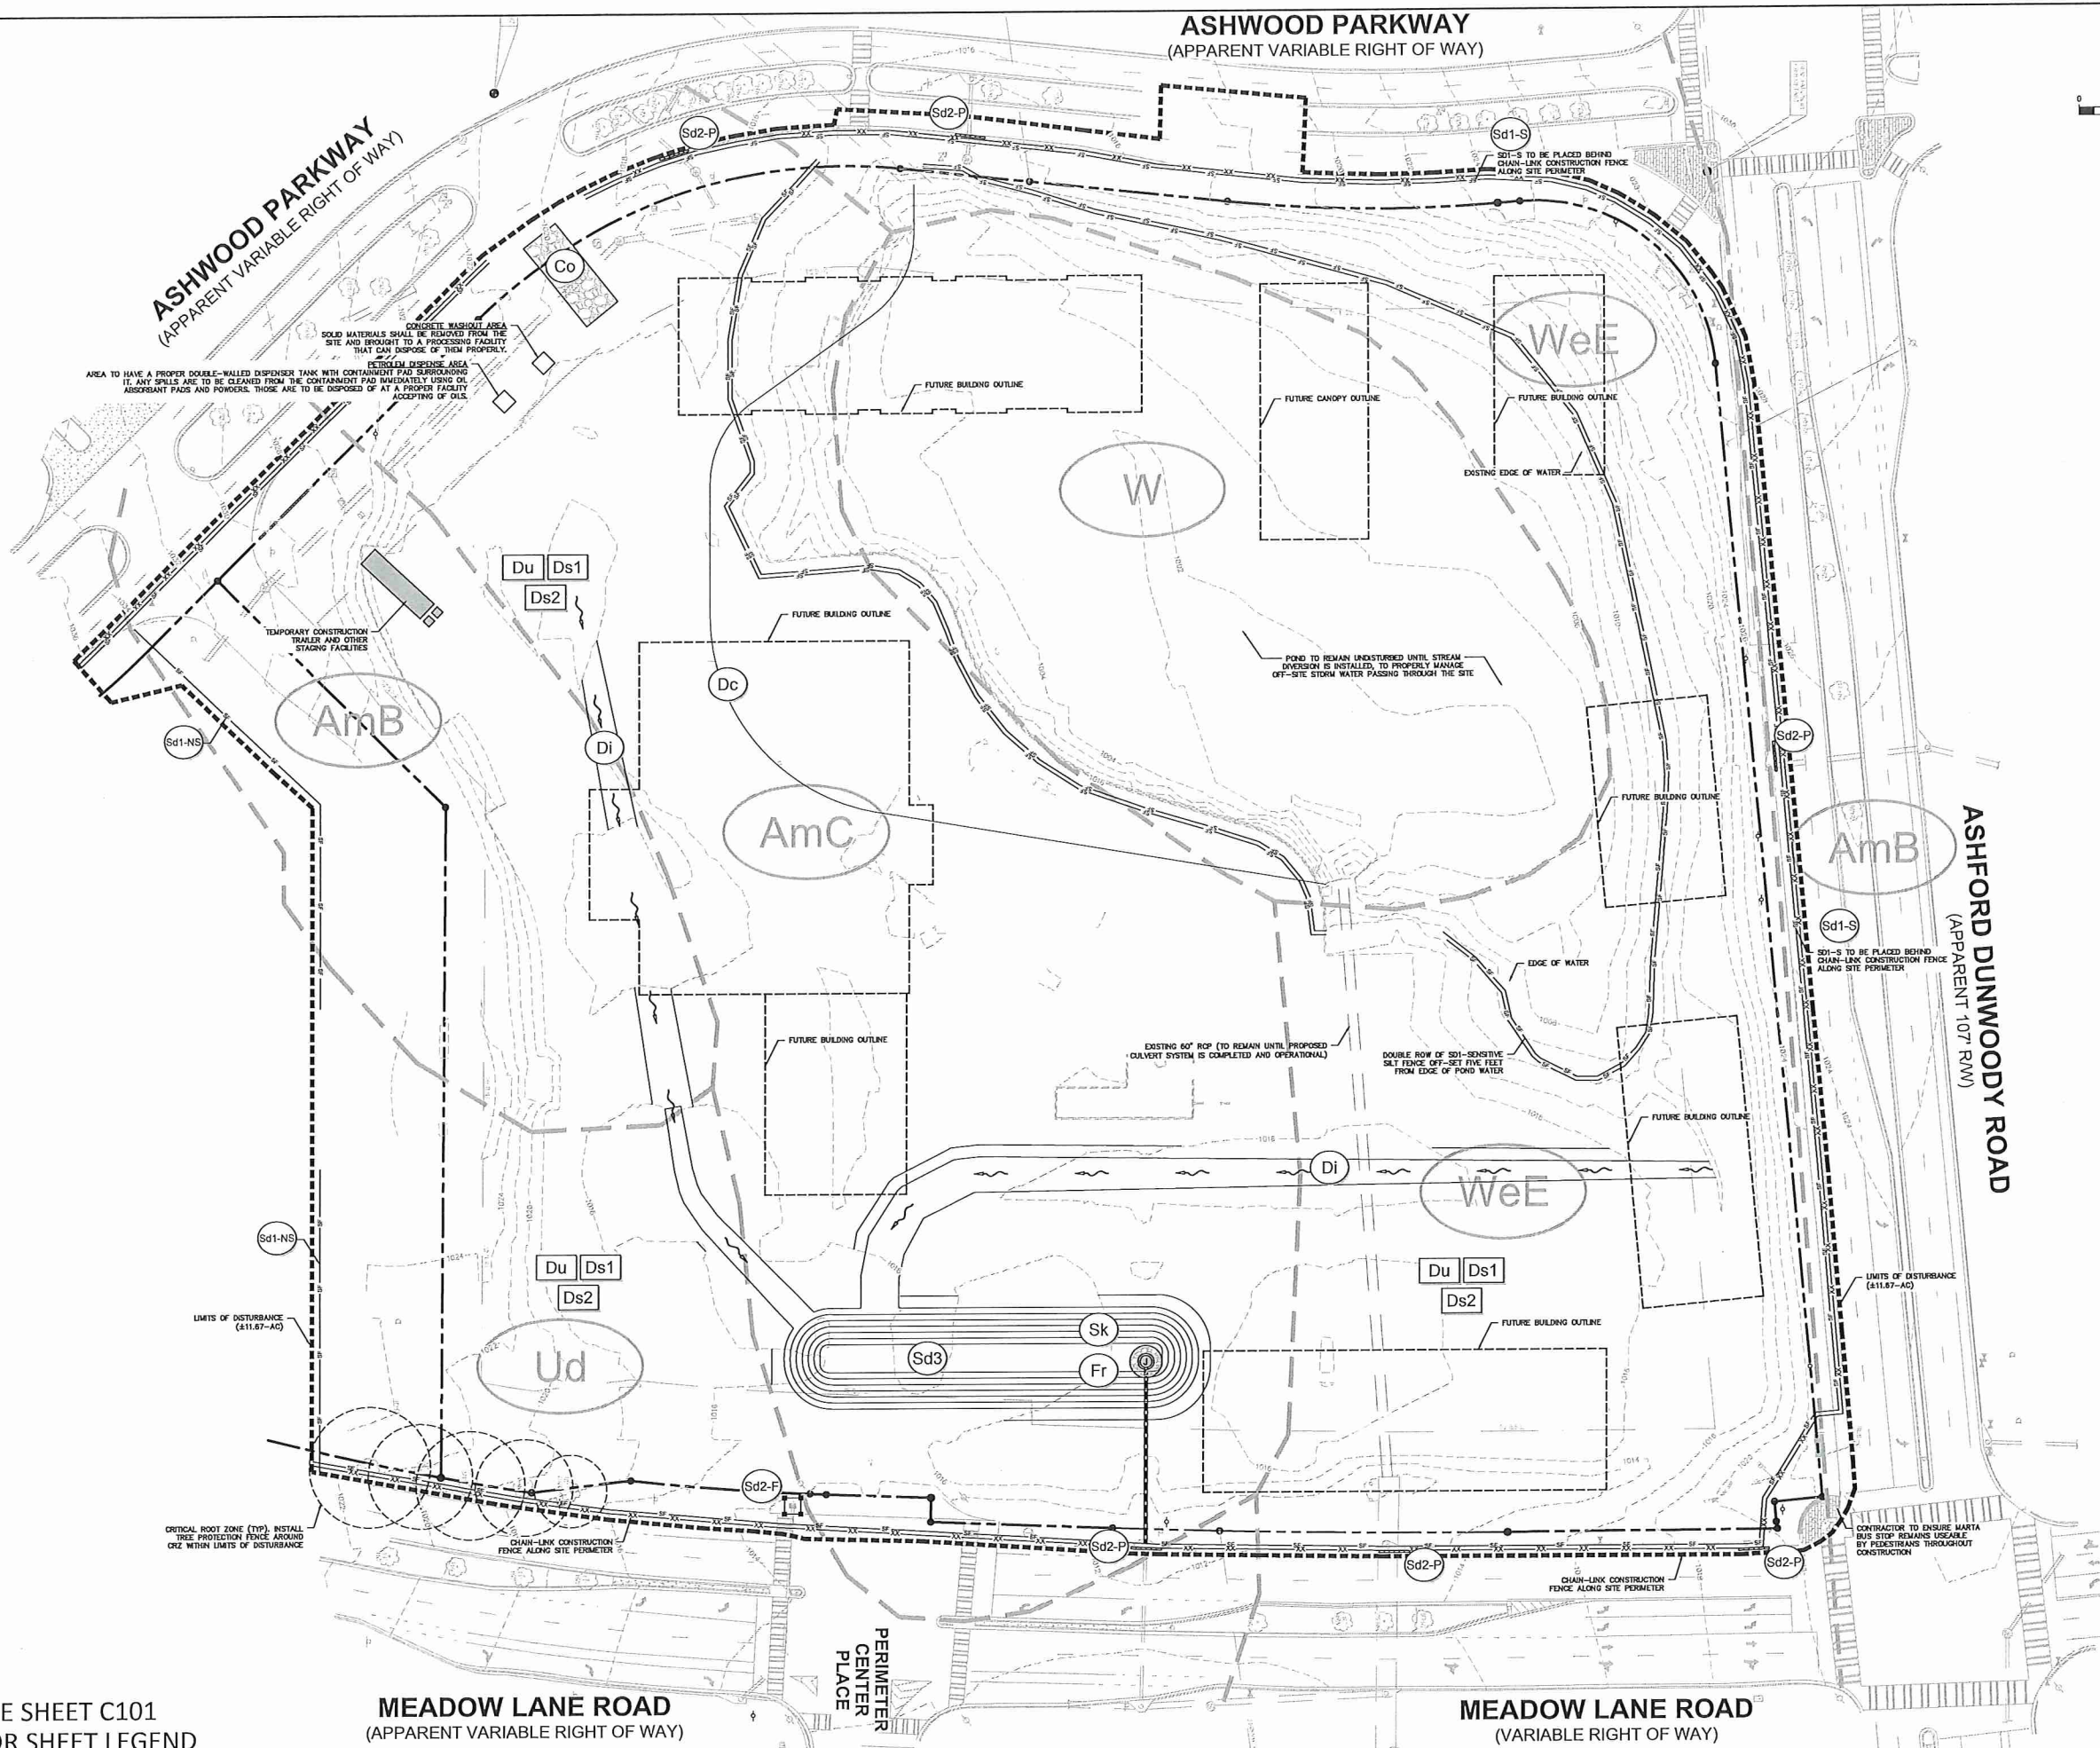 ASHWOOD PARKWAY
(APPARENT VARIABLE RIGHT OF WAY)
ASHWOOD PARKWAY
(APPARENT VARIABLE RIGHT OF WAY)
Sd2-P
Sd2-P
Sd1-S
SD1-S TO BE PLACED BEHIND
CHAIN-LINK CONSTRUCTION FENCE
ALONG SITE PERIMETER
Co
CONCRETE WASHOUT AREA
SOLID MATERIALS SHALL BE REMOVED FROM THE
SITE AND BROUGHT TO A PROCESSING FACILITY
THAT CAN DISPOSE OF THEM PROPERLY.
PETROLEM DISPENSE AREA
AREA TO HAVE A PROPER DOUBLE-WALLED DISPENSER TANK WITH CONTAINMENT PAD SURROUNDING
IT. ANY SPILLS ARE TO BE CLEANED FROM THE CONTAINMENT PAD IMMEDIATELY USING OIL
ABSORBANT PADS AND POWDERS. THOSE ARE TO BE DISPOSED OF AT A PROPER FACILITY
ACCEPTING OF OILS.
WeE
FUTURE BUILDING OUTLINE
FUTURE CANOPY OUTLINE
FUTURE BUILDING OUTLINE
EXISTING EDGE OF WATER
W
Du Ds1
Ds2
TEMPORARY CONSTRUCTION
TRAILER AND OTHER
STAGING FACILITIES
FUTURE BUILDING OUTLINE
POND TO REMAIN UNDISTURBED UNTIL STREAM
DIVERSION IS INSTALLED, TO PROPERLY MANAGE
OFF-SITE STORM WATER PASSING THROUGH THE SITE
Dc
AmB
Sd1-NS
Di
Sd2-P
FUTURE BUILDING OUTLINE
AmC
AmB
ASHFORD DUNWOODY ROAD
(APPARENT 107' R/W)
Sd1-S
SD1-S TO BE PLACED BEHIND
CHAIN-LINK CONSTRUCTION FENCE
ALONG SITE PERIMETER
EDGE OF WATER
FUTURE BUILDING OUTLINE
EXISTING 60" RCP (TO REMAIN UNTIL PROPOSED
CULVERT SYSTEM IS COMPLETED AND OPERATIONAL)
DOUBLE ROW OF SD1-SENSITIVE
SILT FENCE OFF-SET FIVE FEET
FROM EDGE OF POND WATER
FUTURE BUILDING OUTLINE
Di
WeE
Sd1-NS
Du Ds1
Ds2
Du Ds1
Ds2
LIMITS OF DISTURBANCE
(±11.67-AC)
LIMITS OF DISTURBANCE
(±11.67-AC)
FUTURE BUILDING OUTLINE
Sk
Sd3
Fr
J
Ud
Sd2-F
CRITICAL ROOT ZONE (TYP). INSTALL
TREE PROTECTION FENCE AROUND
CRZ WITHIN LIMITS OF DISTURBANCE
CHAIN-LINK CONSTRUCTION
FENCE ALONG SITE PERIMETER
Sd2-P
Sd2-P
Sd2-P
CHAIN-LINK CONSTRUCTION
FENCE ALONG SITE PERIMETER
CONTRACTOR TO ENSURE MARTA
BUS STOP REMAINS USEABLE
BY PEDESTRIANS THROUGHOUT
CONSTRUCTION
PERIMETER
CENTER
PLACE
E SHEET C101
OR SHEET LEGEND
MEADOW LANE ROAD
(APPARENT VARIABLE RIGHT OF WAY)
MEADOW LANE ROAD
(VARIABLE RIGHT OF WAY)